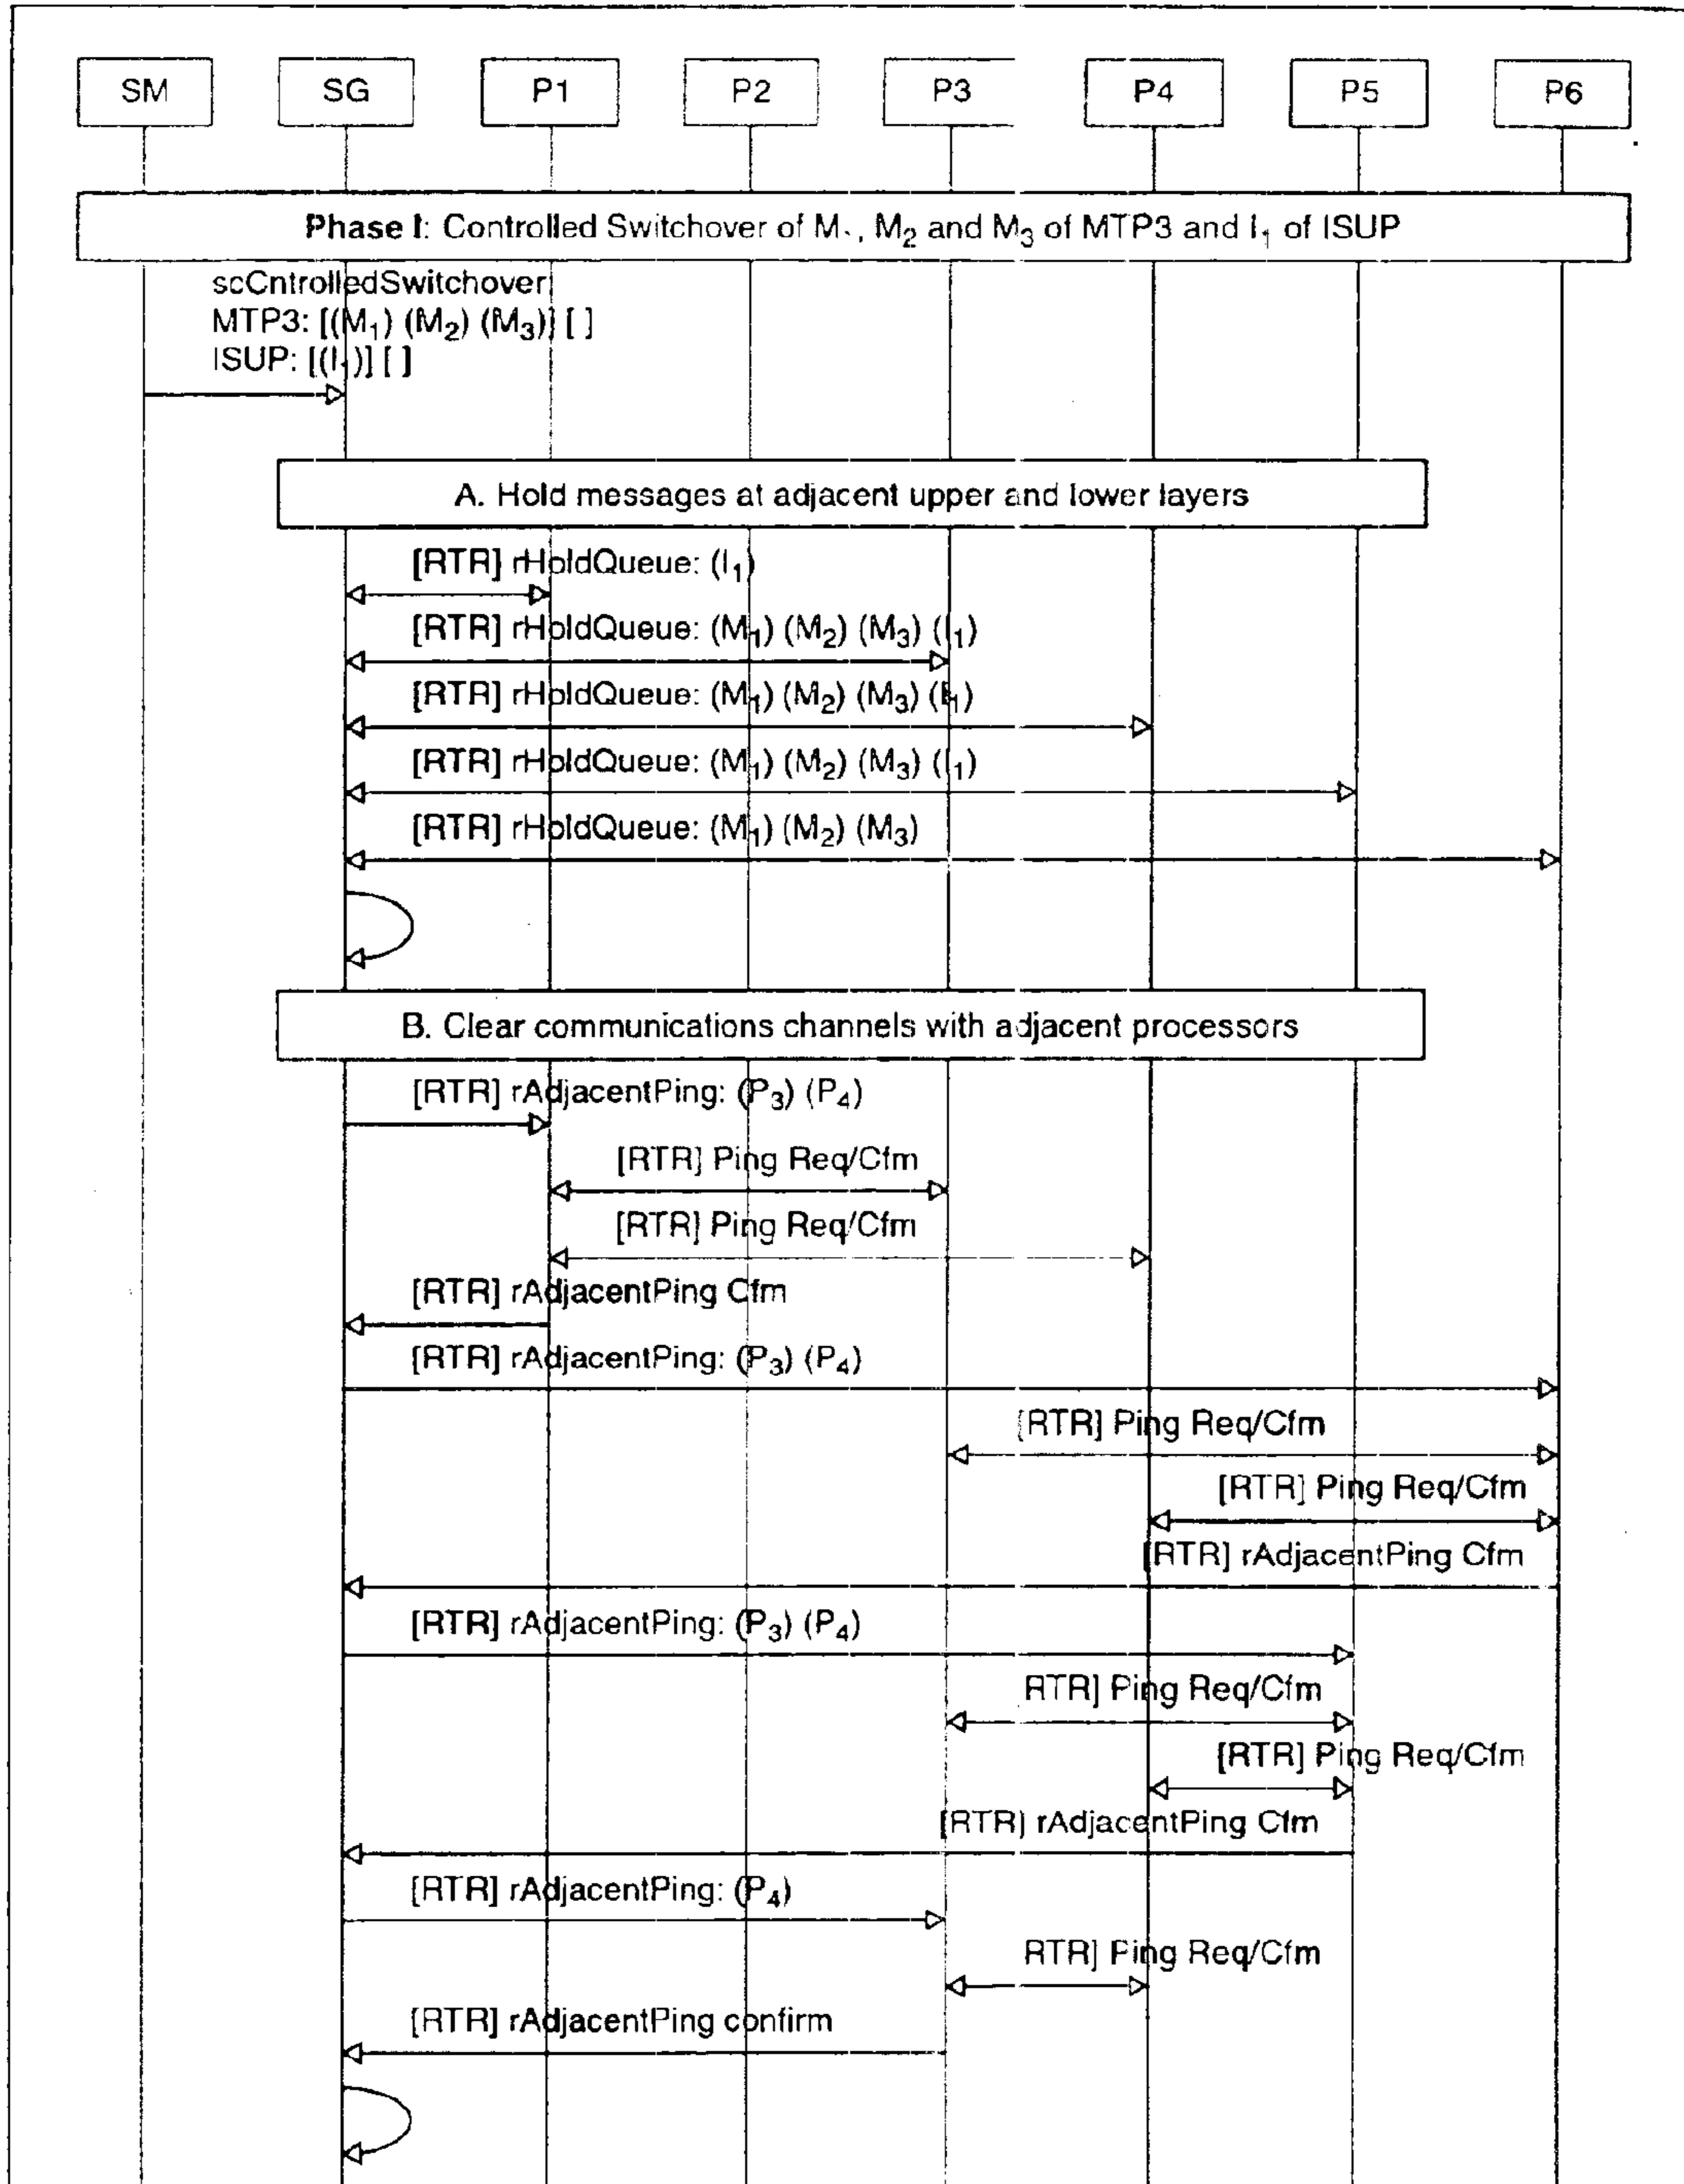 SM SG P1 P2 P3 P4 P5 P6
Phase I: Controlled Switchover of M₁, M₂ and M₃ of MTP3 and I₁ of ISUP
scCntrolledSwitchover
MTP3: [(M₁) (M₂) (M₃)] [ ]
ISUP: [(I₁)] [ ]
A. Hold messages at adjacent upper and lower layers
[RTR] rHoldQueue: (I₁)
[RTR] rHoldQueue: (M₁) (M₂) (M₃) (I₁)
[RTR] rHoldQueue: (M₁) (M₂) (M₃) (I₁)
[RTR] rHoldQueue: (M₁) (M₂) (M₃) (I₁)
[RTR] rHoldQueue: (M₁) (M₂) (M₃)
B. Clear communications channels with adjacent processors
[RTR] rAdjacentPing: (P₃) (P₄)
[RTR] Ping Req/Cfm
[RTR] Ping Req/Cfm
[RTR] rAdjacentPing Cfm
[RTR] rAdjacentPing: (P₃) (P₄)
[RTR] Ping Req/Cfm
[RTR] Ping Req/Cfm
[RTR] rAdjacentPing Cfm
[RTR] rAdjacentPing: (P₃) (P₄)
RTR] Ping Req/Cfm
[RTR] Ping Req/Cfm
[RTR] rAdjacentPing Cfm
[RTR] rAdjacentPing: (P₄)
RTR] Ping Req/Cfm
[RTR] rAdjacentPing confirm